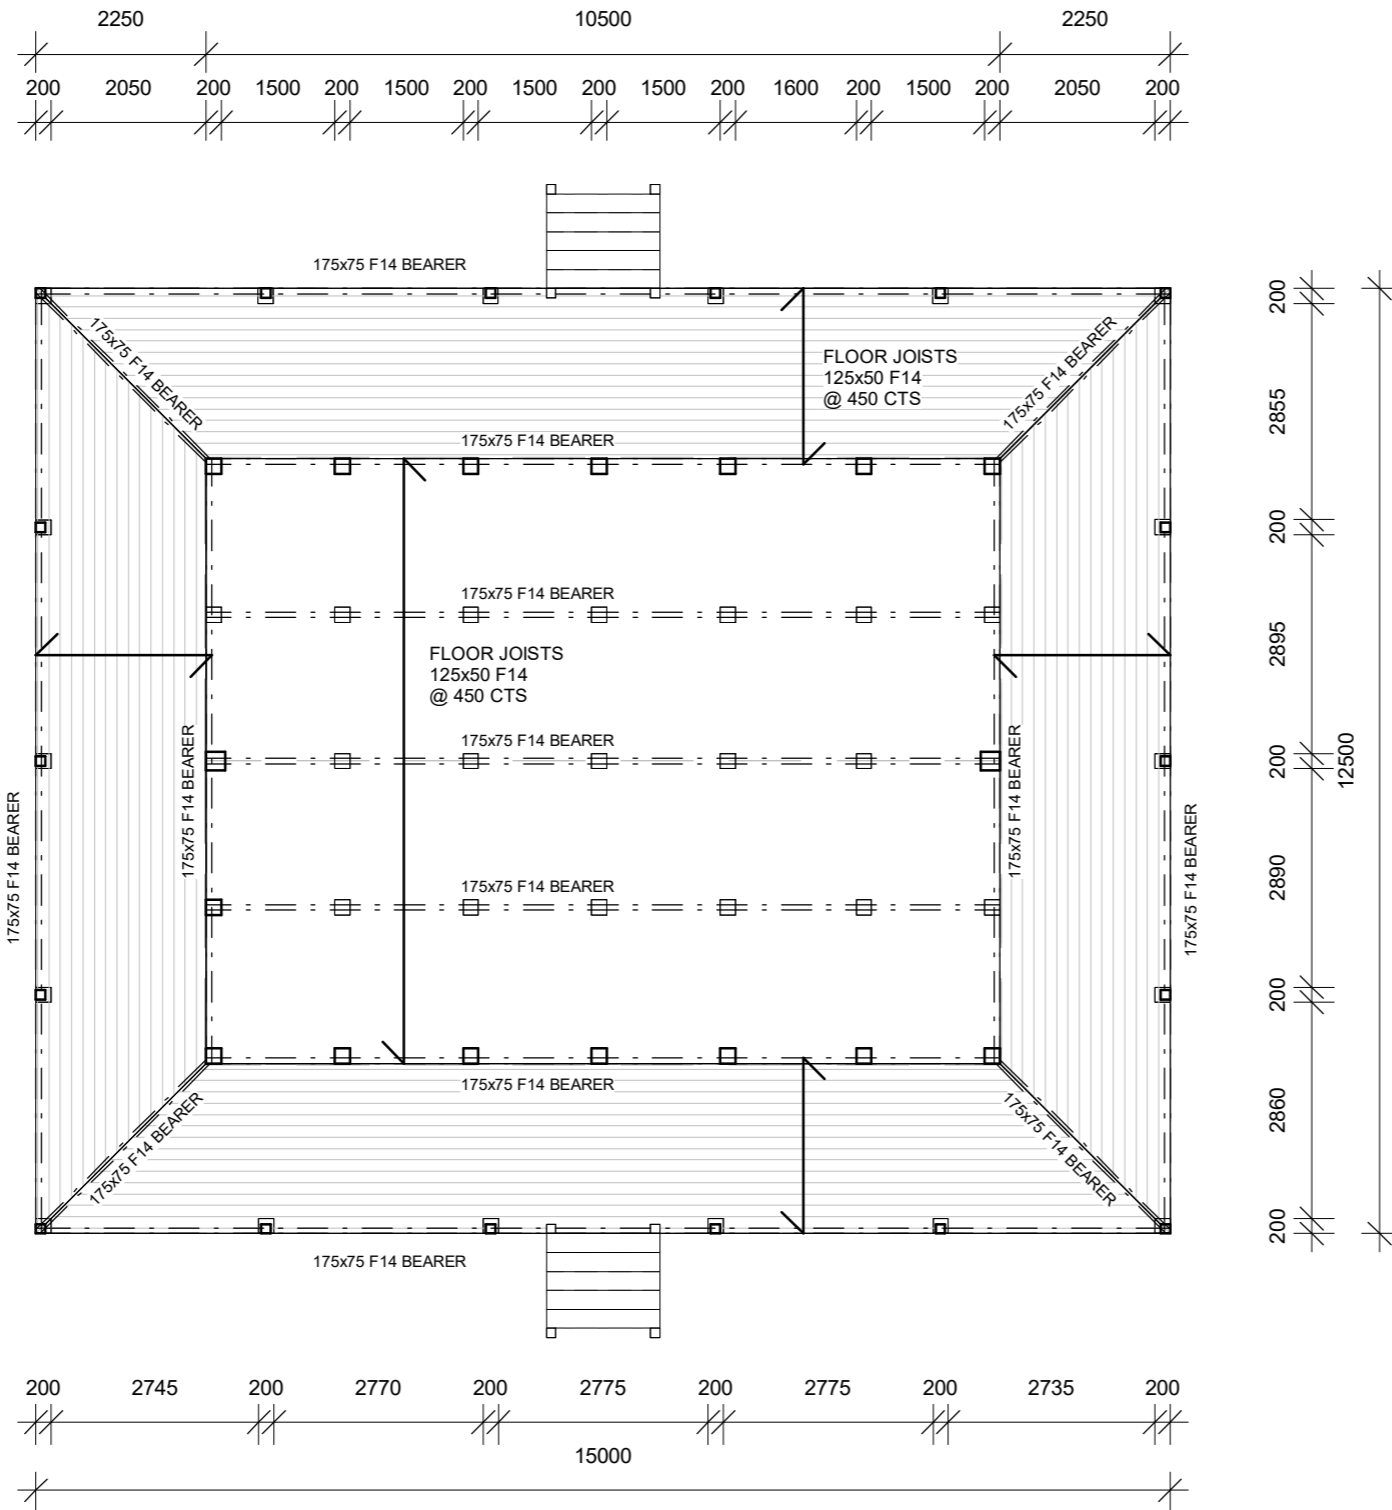 2250 10500 2250
200 2050 200 1500 200 1500 200 1500 200 1500 200 1600 200 1500 200 2050 200
175x75 F14 BEARER
175x75 F14 BEARER
175x75 F14 BEARER
FLOOR JOISTS
125x50 F14
@ 450 CTS
175x75 F14 BEARER
175x75 F14 BEARER
FLOOR JOISTS
125x50 F14
@ 450 CTS
175x75 F14 BEARER
175x75 F14 BEARER
175x75 F14 BEARER
175x75 F14 BEARER
175x75 F14 BEARER
175x75 F14 BEARER
175x75 F14 BEARER
175x75 F14 BEARER
175x75 F14 BEARER
175x75 F14 BEARER
200
2855
200
2895
200
2890
200
2860
200
12500
175x75 F14 BEARER
200 2745 200 2770 200 2775 200 2775 200 2735 200
15000